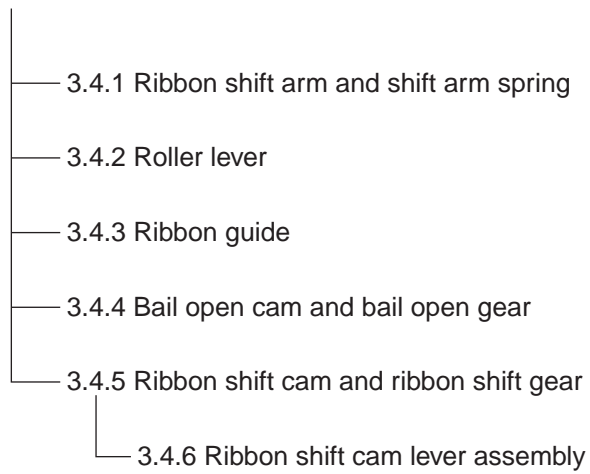 3.4.1 Ribbon shift arm and shift arm spring
3.4.2 Roller lever
3.4.3 Ribbon guide
3.4.4 Bail open cam and bail open gear
3.4.5 Ribbon shift cam and ribbon shift gear
3.4.6 Ribbon shift cam lever assembly